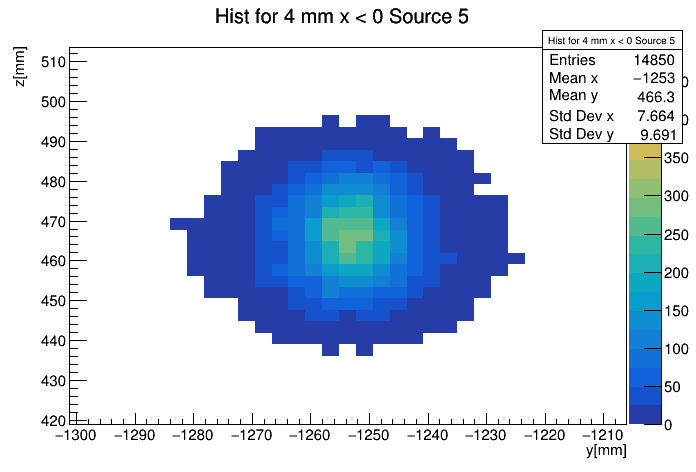 Hist for 4 mm x < 0 Source 5
z[mm]
Hist for 4 mm x < 0 Source 5
Entries 14850
Mean x −1253
Mean y 466.3
Std Dev x 7.664
Std Dev y 9.691
510
500
490
480
470
460
450
440
430
420
350
300
250
200
150
100
50
0
−1300 −1290 −1280 −1270 −1260 −1250 −1240 −1230 −1220 −1210
y[mm]